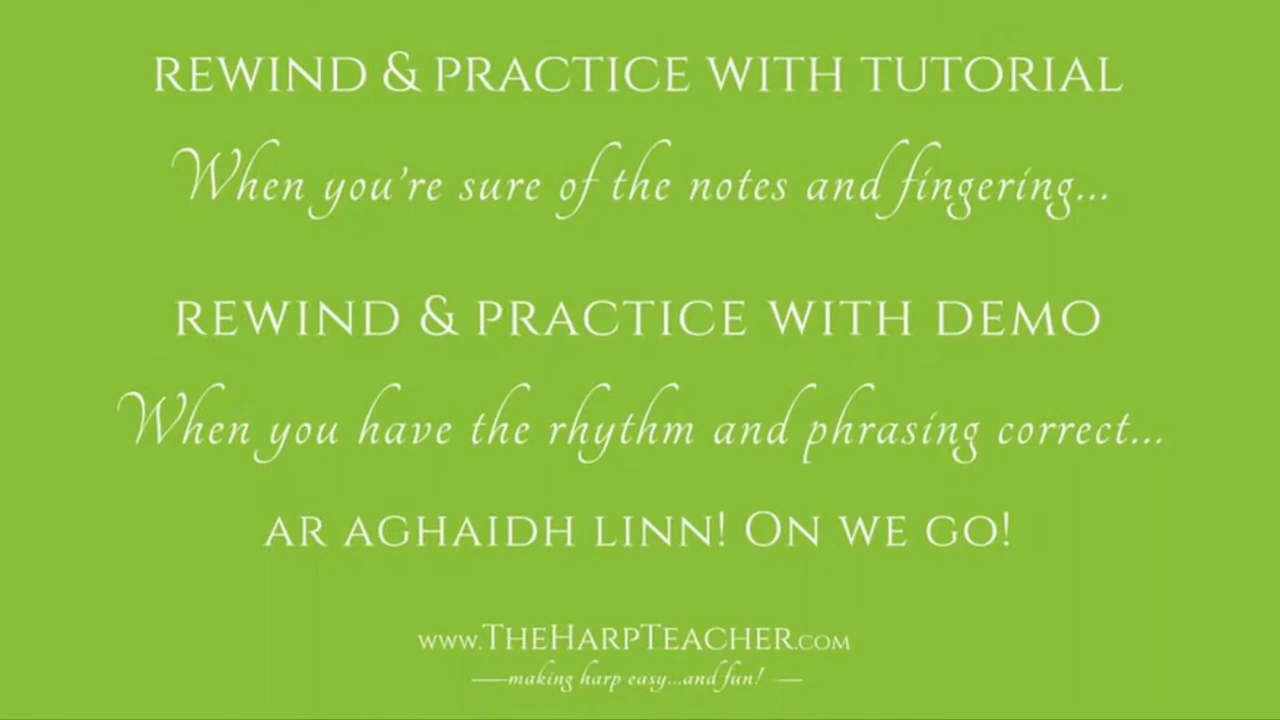 REWIND & PRACTICE WITH TUTORIAL
When you're sure of the notes and fingering...
REWIND & PRACTICE WITH DEMO
When you have the rhythm and phrasing correct...
AR AGHAIDH LINN! ON WE GO!
WWW.THEHARPTEACHER.COM
making harp easy...and fun!